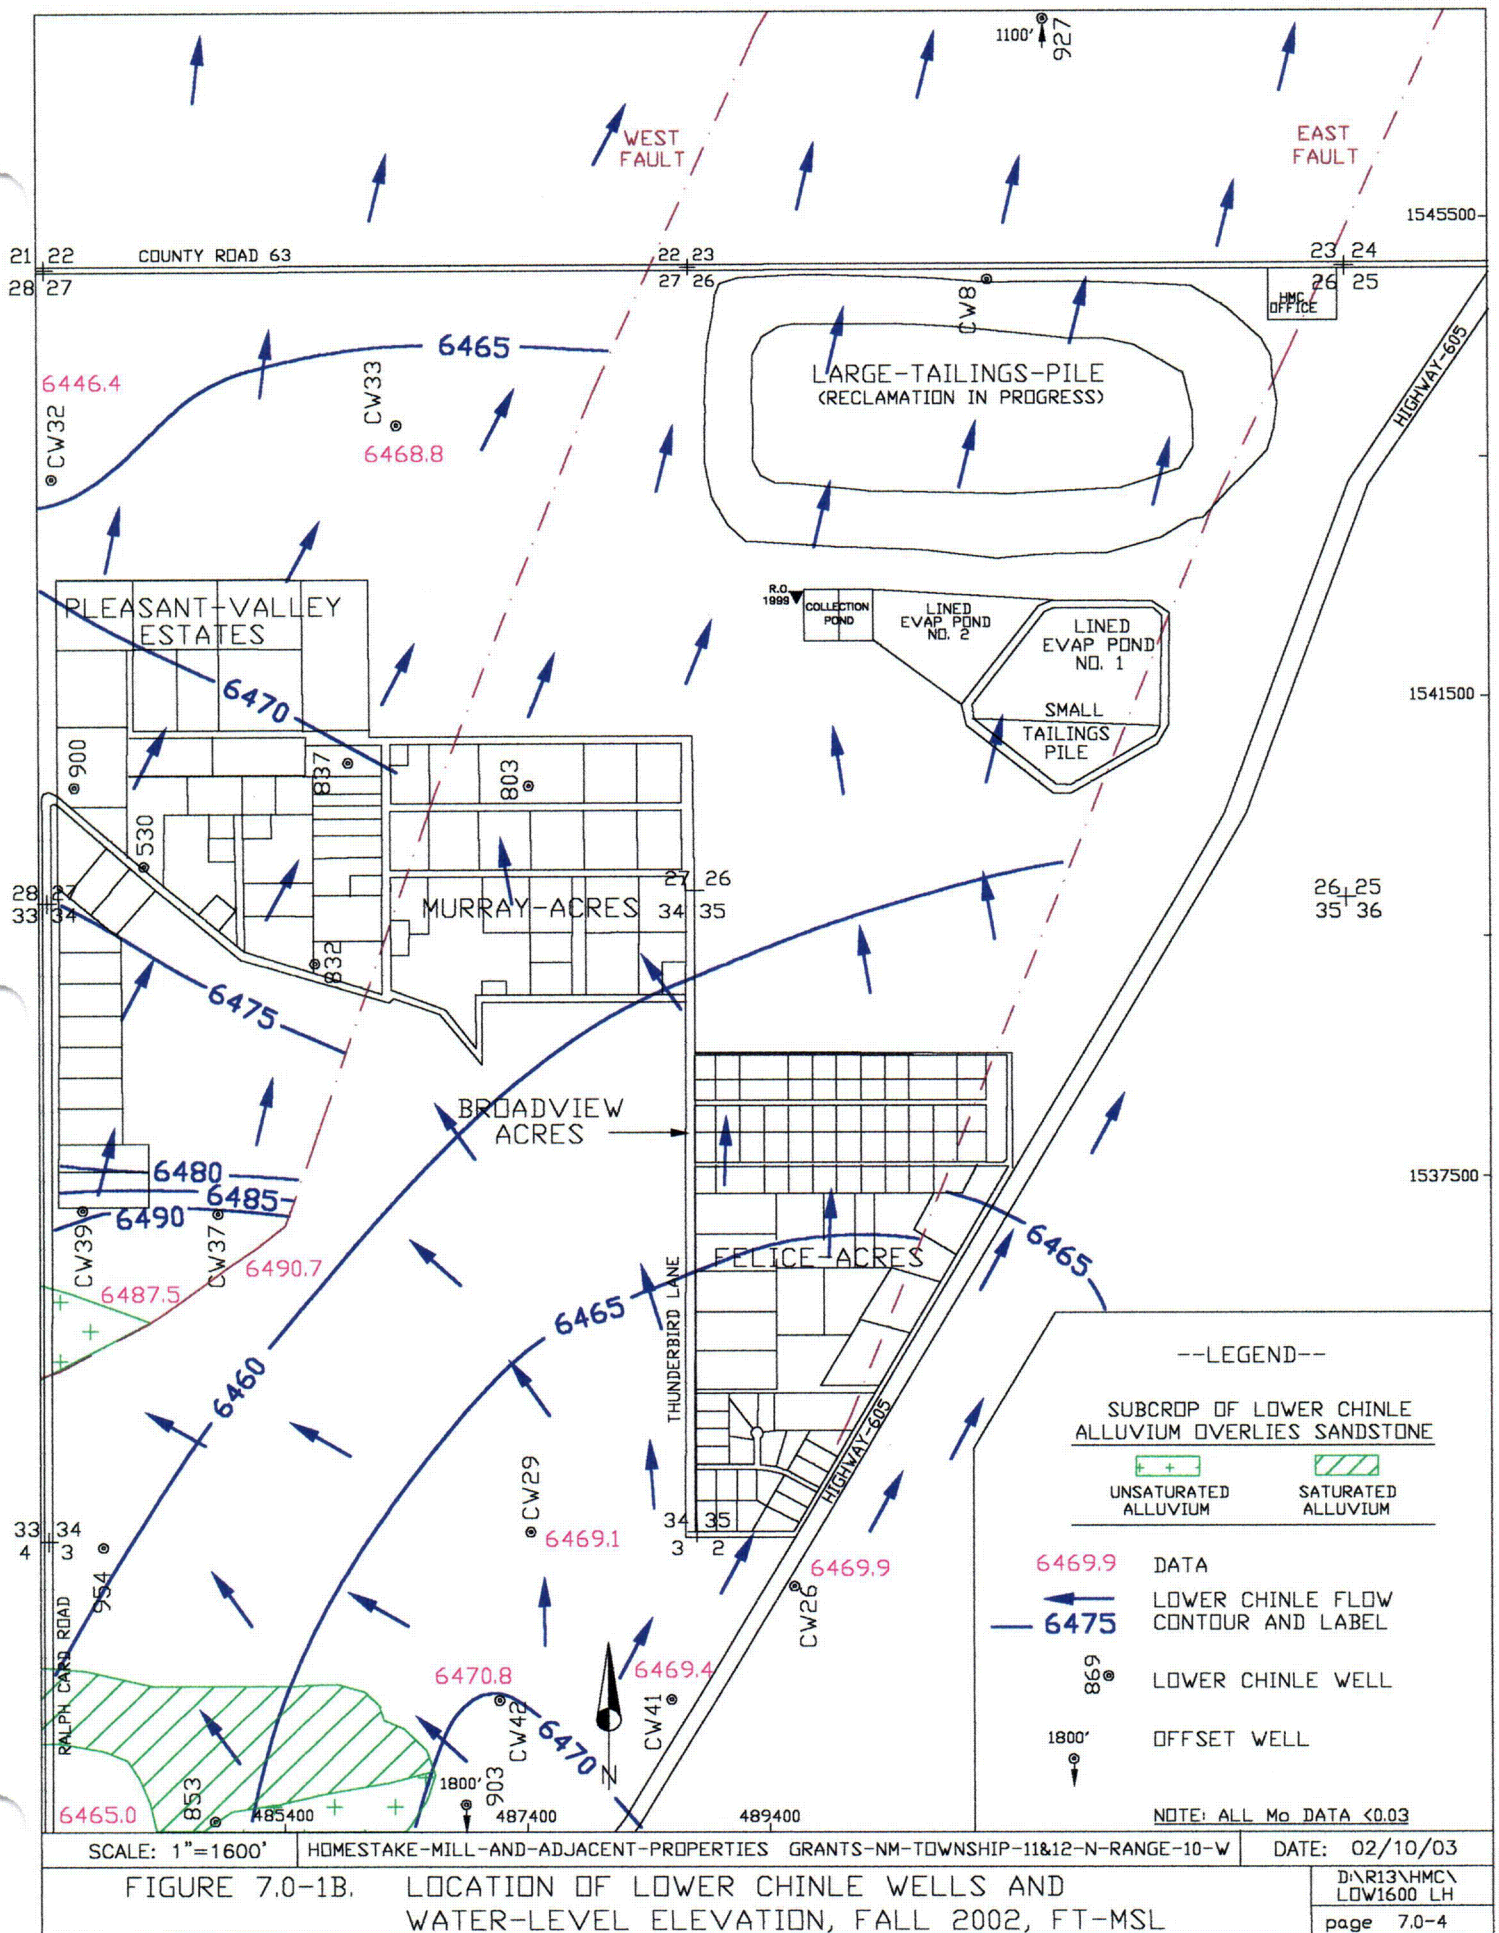 1100'
927
WEST
FAULT
EAST
FAULT
1545500
21 22
COUNTY ROAD 63
22 23
23 24
28 27
27 26
26 25
HMC
OFFICE
CW8
HIGHWAY-605
6465
6446.4
CW32
CW33
6468.8
LARGE-TAILINGS-PILE
(RECLAMATION IN PROGRESS)
R.O.
1999
COLLECTION
POND
LINED
EVAP POND
NO. 2
LINED
EVAP POND
NO. 1
PLEASANT-VALLEY
ESTATES
6470
1541500
SMALL
TAILINGS
PILE
900
837
803
530
28 27
33 34
27 26
34 35
26 25
35 36
MURRAY-ACRES
832
6475
BROADVIEW
ACRES
6480
6485
6490
1537500
CW39
CW37
6490.7
6487.5
THUNDERBIRD LANE
FELICE-ACRES
6465
6465
6460
HIGHWAY-605
CW29
6469.1
33 34
4 3
34 35
3 2
954
6469.9
CW26
RALPH CARD ROAD
6470.8
6469.4
CW42
CW41
6470
N
1800'
903
853
6465.0
485400
487400
489400
--LEGEND--
SUBCROP OF LOWER CHINLE
ALLUVIUM OVERLIES SANDSTONE
UNSATURATED
ALLUVIUM
SATURATED
ALLUVIUM
6469.9 DATA
LOWER CHINLE FLOW
6475 CONTOUR AND LABEL
869 LOWER CHINLE WELL
1800' OFFSET WELL
NOTE: ALL Mo DATA <0.03
SCALE: 1"=1600'
HOMESTAKE-MILL-AND-ADJACENT-PROPERTIES GRANTS-NM-TOWNSHIP-11&12-N-RANGE-10-W
DATE: 02/10/03
FIGURE 7.0-1B. LOCATION OF LOWER CHINLE WELLS AND
WATER-LEVEL ELEVATION, FALL 2002, FT-MSL
D:\R13\HMC\
LOW1600 LH
page 7.0-4